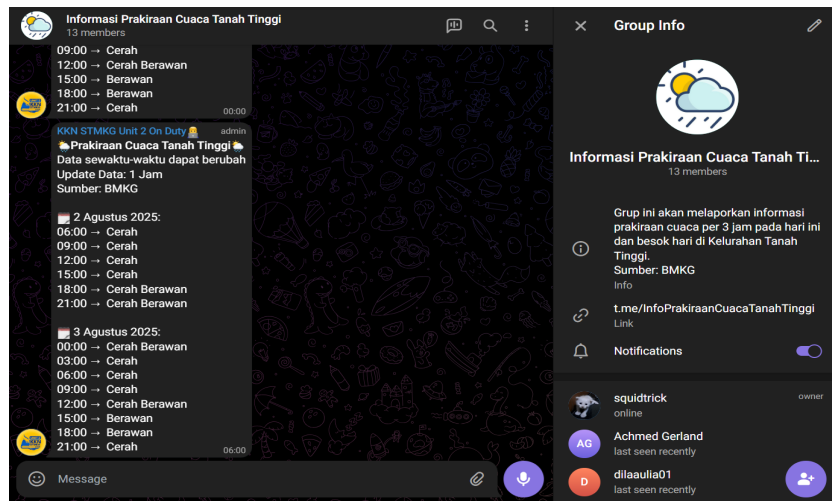 Informasi Prakiraan Cuaca Tanah Tinggi
13 members
09:00 → Cerah
12:00 → Cerah Berawan
15:00 → Berawan
18:00 → Berawan
21:00 → Cerah
00:00
KKN STMKG Unit 2 On Duty admin
Prakiraan Cuaca Tanah Tinggi
Data sewaktu-waktu dapat berubah
Update Data: 1 Jam
Sumber: BMKG
2 Agustus 2025:
06:00 → Cerah
09:00 → Cerah
12:00 → Cerah
15:00 → Cerah
18:00 → Cerah Berawan
21:00 → Cerah Berawan
3 Agustus 2025:
00:00 → Cerah Berawan
03:00 → Cerah
06:00 → Cerah
09:00 → Cerah
12:00 → Cerah Berawan
15:00 → Berawan
18:00 → Berawan
21:00 → Cerah
06:00
Message
Group Info
Informasi Prakiraan Cuaca Tanah Ti...
13 members
Grup ini akan melaporkan informasi
prakiraan cuaca per 3 jam pada hari ini
dan besok hari di Kelurahan Tanah
Tinggi.
Sumber: BMKG
Info
t.me/InfoPrakiraanCuacaTanahTinggi
Link
Notifications
squidtrick owner
online
AG
Achmed Gerland
last seen recently
D
dilaaulia01
last seen recently